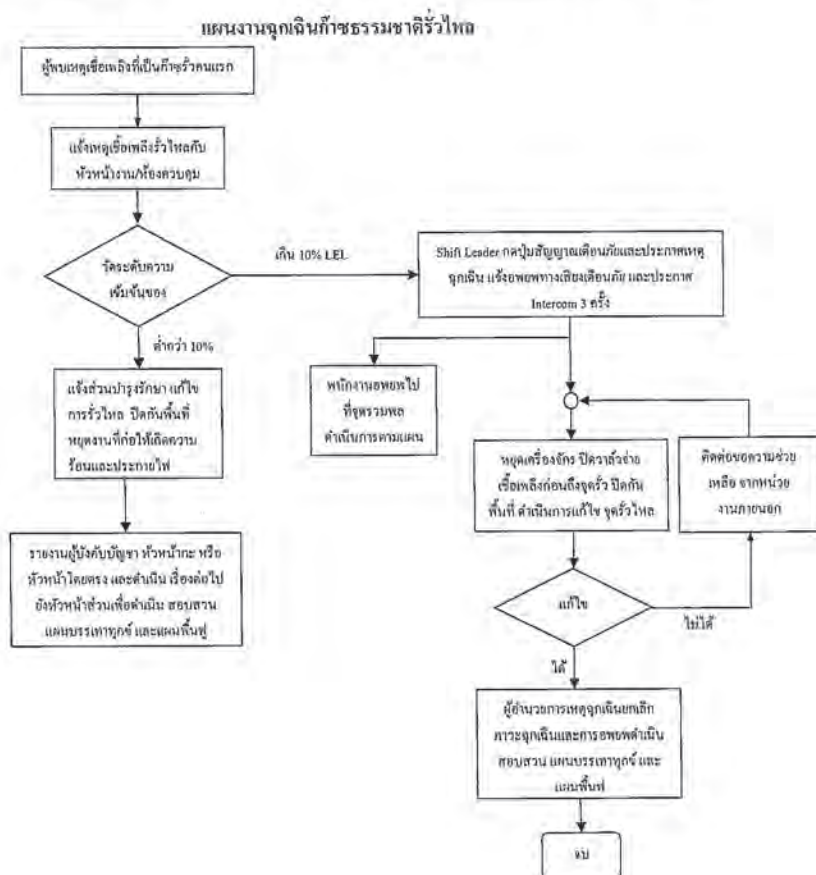 แผนงานฉุกเฉินก๊าซธรรมชาติรั่วไหล
ผู้พบเหตุเชื่อเพลิงที่เป็นก๊าซรั่วคนแรก
แจ้งเหตุเชื้อเพลิงรั่วไหลกับ
หัวหน้างาน/ห้องควบคุม
วัดระดับความ
เข้มข้นของ
เกิน 10% LEL
Shift Leader กดปุ่มสัญญาณเตือนภัยและประกาศเหตุ
ฉุกเฉิน แจ้งอพยพทางเสียงเตือนภัย และประกาศ
Intercom 3 ครั้ง
ต่ำกว่า 10%
แจ้งส่วนบำรุงรักษา แก้ไข
การรั่วไหล ปิดกันพื้นที่
หยุดงานที่ก่อให้เกิดความ
ร้อนและประกายไฟ
พนักงานอพยพไป
ที่จุดรวมพล
ดำเนินการตามแผน
หยุดเครื่องจักร ปิดวาล์วจ่าย
เชื้อเพลิงก่อนถึงจุดรั่ว ปิดกัน
พื้นที่ ดำเนินการแก้ไข จุดรั่วไหล
ติดต่อขอความช่วย
เหลือ จากหน่วย
งานภายนอก
รายงานผู้บังคับบัญชา หัวหน้ากะ หรือ
หัวหน้าโดยตรง และดำเนิน เรื่องต่อไป
ยังหัวหน้าส่วนเพื่อดำเนิน สอบสวน
แผนบรรเทาทุกข์ และแผนฟื้นฟู
แก้ไข
ไม่ได้
ได้
ผู้อำนวยการเหตุฉุกเฉินยกเลิก
ภาวะฉุกเฉินและการอพยพดำเนิน
สอบสวน แผนบรรเทาทุกข์ และ
แผนฟื้นฟู
จบ